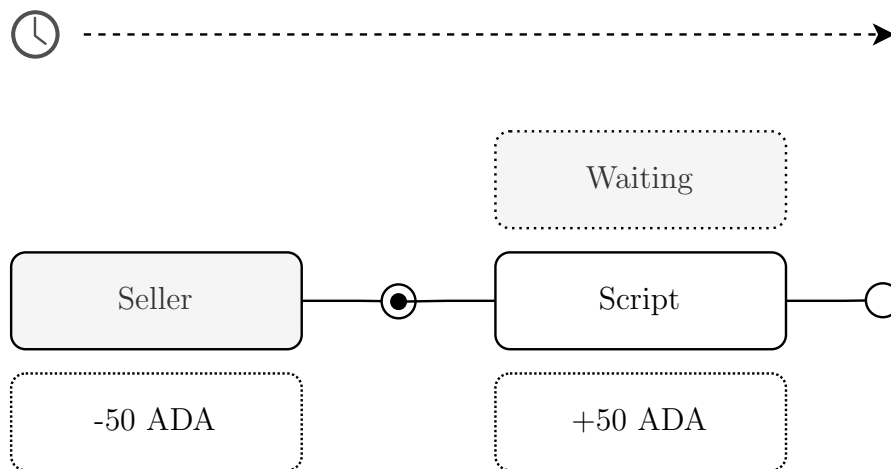 Waiting
Seller
Script
-50 ADA
+50 ADA